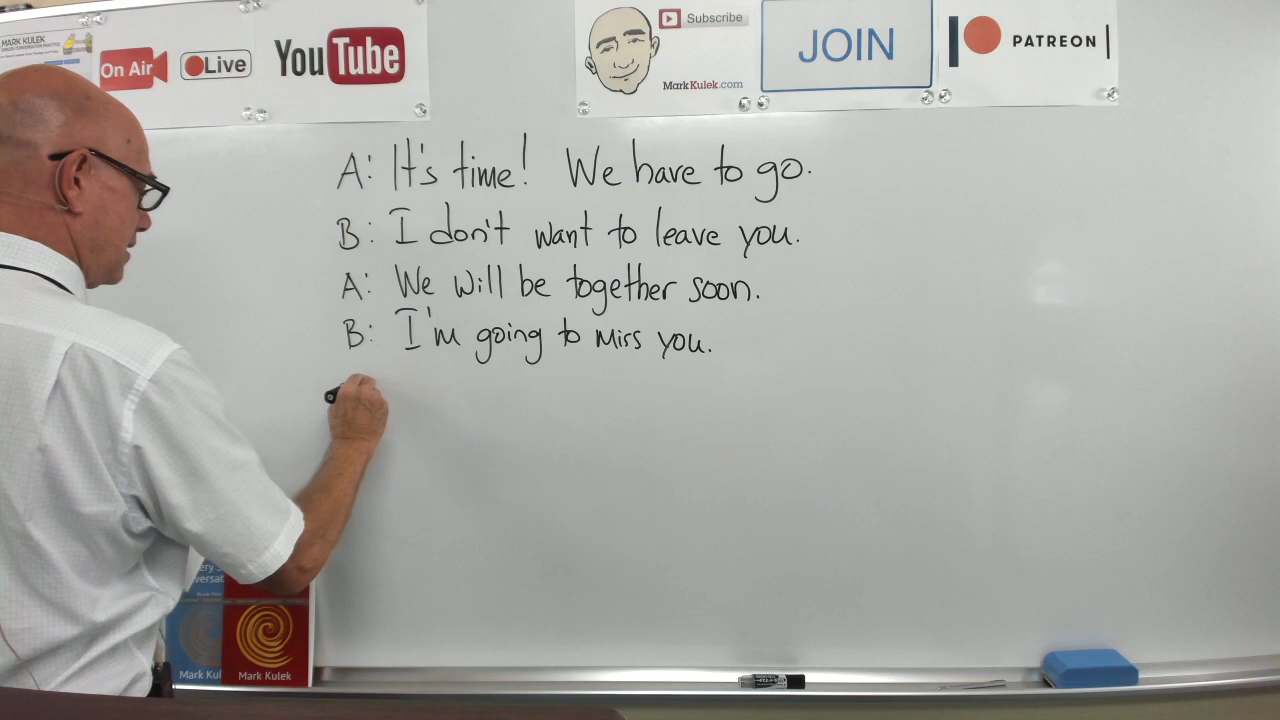 MARK KULEK
On Air
Live
YouTube
Subscribe
MarkKulek.com
JOIN
PATREON
A: It's time! We have to go.
B: I don't want to leave you.
A: We will be together soon.
B: I'm going to miss you.
Mark Kul
Mark Kulek